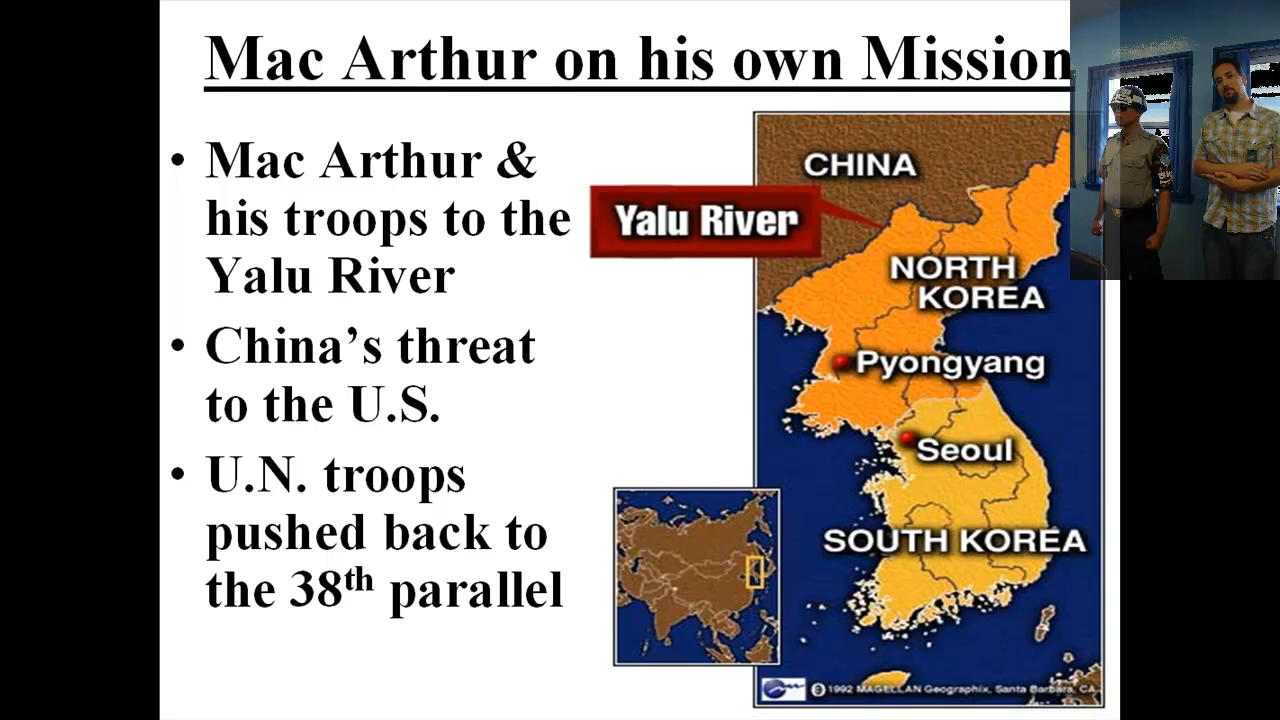 Mac Arthur on his own Mission
• Mac Arthur &
his troops to the
Yalu River
• China's threat
to the U.S.
• U.N. troops
pushed back to
the 38th parallel
CHINA
Yalu River
NORTH
KOREA
Pyongyang
Seoul
SOUTH KOREA
© 1992 MAGELLAN Geographix, Santa Barbara, CA